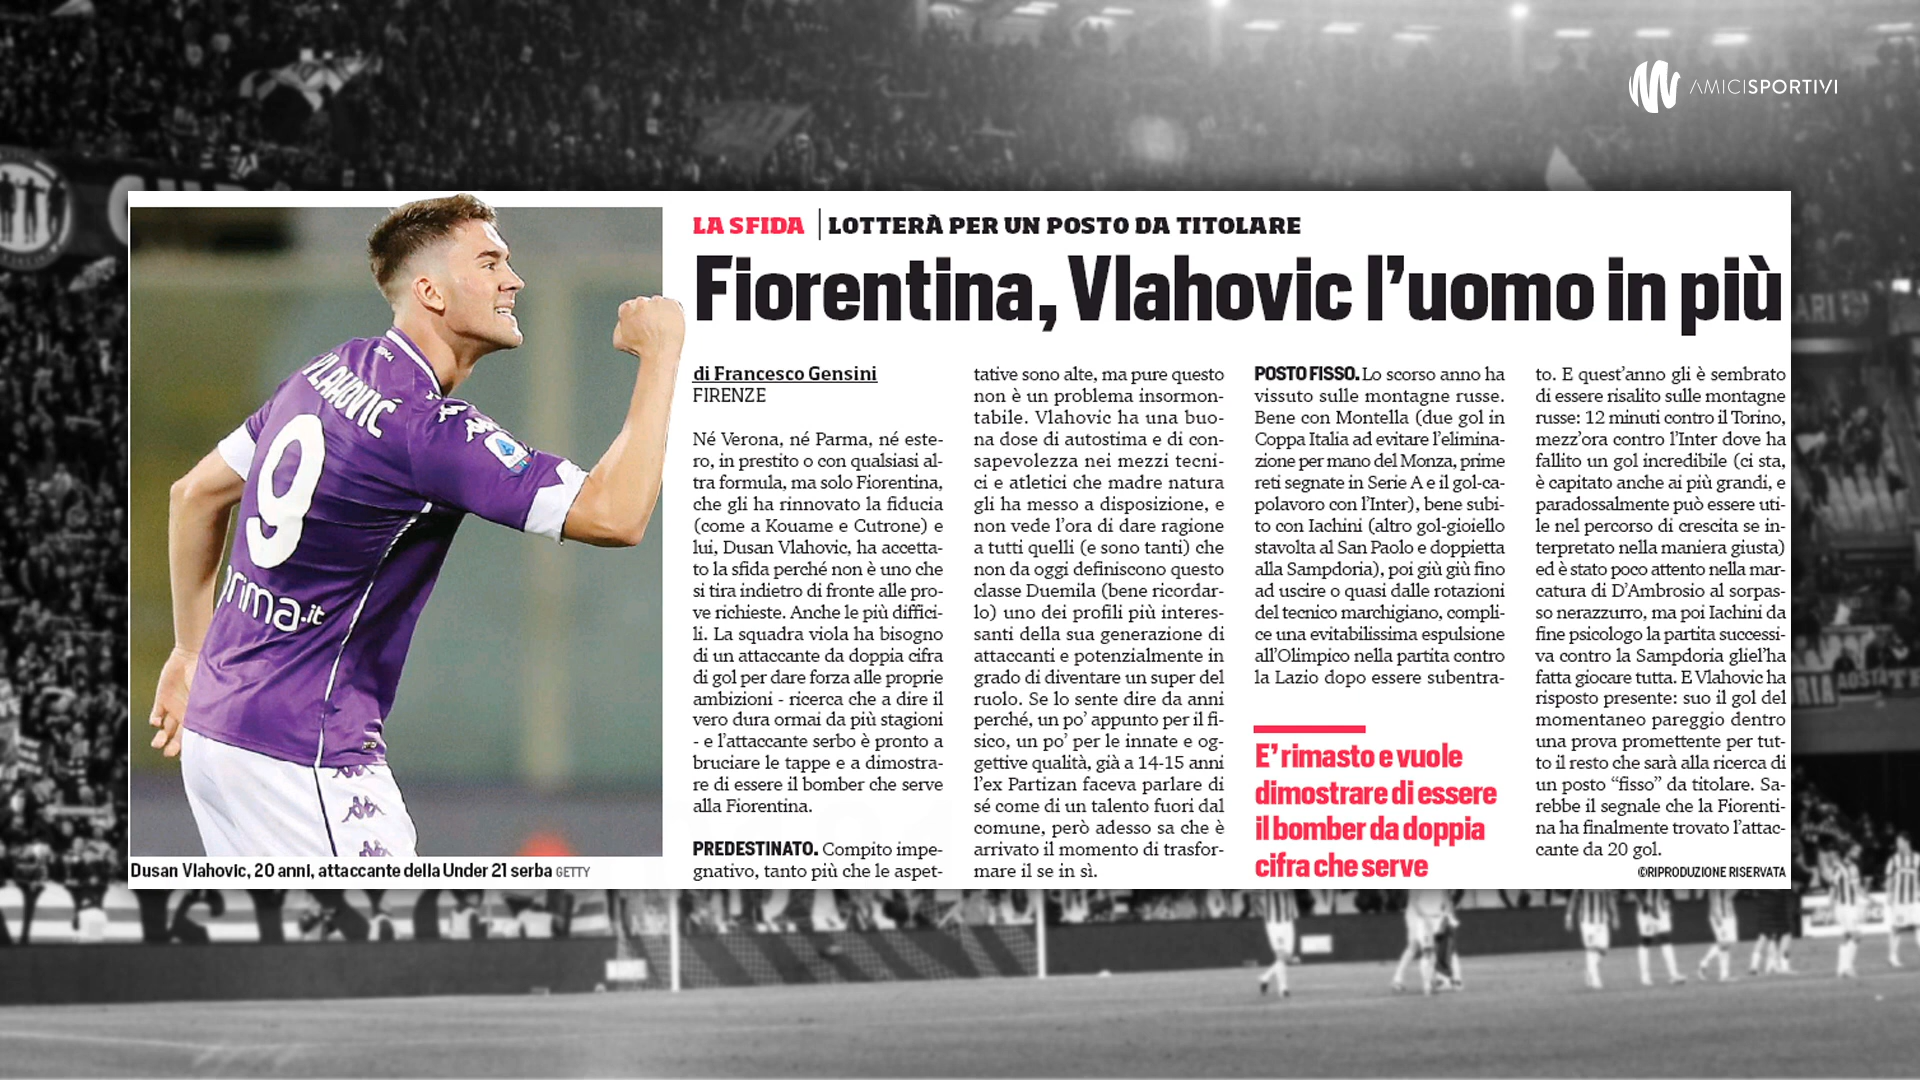 AMICISPORTIVI
LA SFIDA LOTTERÀ PER UN POSTO DA TITOLARE
Fiorentina, Vlahovic l’uomo in più
VLAHOVIĆ
9
prima.it
Dusan Vlahovic, 20 anni, attaccante della Under 21 serba GETTY
di Francesco Gensini
FIRENZE
Né Verona, né Parma, né este-
ro, in prestito o con qualsiasi al-
tra formula, ma solo Fiorentina,
che gli ha rinnovato la fiducia
(come a Kouame e Cutrone) e
lui, Dusan Vlahovic, ha accetta-
to la sfida perché non è uno che
si tira indietro di fronte alle pro-
ve richieste. Anche le più diffici-
li. La squadra viola ha bisogno
di un attaccante da doppia cifra
di gol per dare forza alle proprie
ambizioni - ricerca che a dire il
vero dura ormai da più stagioni
- e l’attaccante serbo è pronto a
bruciare le tappe e a dimostra-
re di essere il bomber che serve
alla Fiorentina.
PREDESTINATO. Compito impe-
gnativo, tanto più che le aspet-
tative sono alte, ma pure questo
non è un problema insormon-
tabile. Vlahovic ha una buo-
na dose di autostima e di con-
sapevolezza nei mezzi tecni-
ci e atletici che madre natura
gli ha messo a disposizione, e
non vede l’ora di dare ragione
a tutti quelli (e sono tanti) che
non da oggi definiscono questo
classe Duemila (bene ricordar-
lo) uno dei profili più interes-
santi della sua generazione di
attaccanti e potenzialmente in
grado di diventare un super del
ruolo. Se lo sente dire da anni
perché, un po’ appunto per il fi-
sico, un po’ per le innate e og-
gettive qualità, già a 14-15 anni
l’ex Partizan faceva parlare di
sé come di un talento fuori dal
comune, però adesso sa che è
arrivato il momento di trasfor-
mare il se in sì.
POSTO FISSO. Lo scorso anno ha
vissuto sulle montagne russe.
Bene con Montella (due gol in
Coppa Italia ad evitare l’elimina-
zione per mano del Monza, prime
reti segnate in Serie A e il gol-ca-
polavoro con l’Inter), bene subi-
to con Iachini (altro gol-gioiello
stavolta al San Paolo e doppietta
alla Sampdoria), poi giù giù fino
ad uscire o quasi dalle rotazioni
del tecnico marchigiano, compli-
ce una evitabilissima espulsione
all’Olimpico nella partita contro
la Lazio dopo essere subentra-
E’ rimasto e vuole
dimostrare di essere
il bomber da doppia
cifra che serve
to. E quest’anno gli è sembrato
di essere risalito sulle montagne
russe: 12 minuti contro il Torino,
mezz’ora contro l’Inter dove ha
fallito un gol incredibile (ci sta,
è capitato anche ai più grandi, e
paradossalmente può essere uti-
le nel percorso di crescita se in-
terpretato nella maniera giusta)
ed è stato poco attento nella mar-
catura di D’Ambrosio al sorpas-
so nerazzurro, ma poi Iachini da
fine psicologo la partita successi-
va contro la Sampdoria gliel’ha
fatta giocare tutta. E Vlahovic ha
risposto presente: suo il gol del
momentaneo pareggio dentro
una prova promettente per tut-
to il resto che sarà alla ricerca di
un posto “fisso” da titolare. Sa-
rebbe il segnale che la Fiorenti-
na ha finalmente trovato l’attac-
cante da 20 gol.
©RIPRODUZIONE RISERVATA